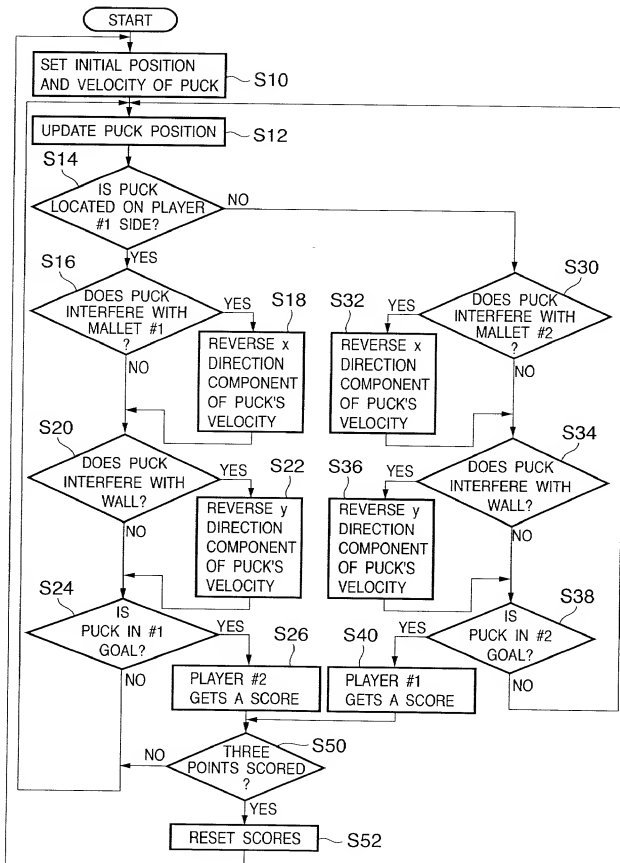 START
SET INITIAL POSITION
AND VELOCITY OF PUCK
S10
UPDATE PUCK POSITION
S12
S14
IS PUCK
LOCATED ON PLAYER
#1 SIDE?
NO
YES
S16
DOES PUCK
INTERFERE WITH
MALLET #1
?
YES
NO
S18
REVERSE x
DIRECTION
COMPONENT
OF PUCK'S
VELOCITY
S32
REVERSE x
DIRECTION
COMPONENT
OF PUCK'S
VELOCITY
S30
YES
DOES PUCK
INTERFERE WITH
MALLET #2
?
NO
S20
DOES PUCK
INTERFERE WITH
WALL?
YES
NO
S22
REVERSE y
DIRECTION
COMPONENT
OF PUCK'S
VELOCITY
S36
REVERSE y
DIRECTION
COMPONENT
OF PUCK'S
VELOCITY
S34
YES
DOES PUCK
INTERFERE WITH
WALL?
NO
S24
IS
PUCK IN #1
GOAL?
YES
NO
S26
PLAYER #2
GETS A SCORE
S40
PLAYER #1
GETS A SCORE
S38
YES
IS
PUCK IN #2
GOAL?
NO
S50
NO
THREE
POINTS SCORED
?
YES
RESET SCORES
S52